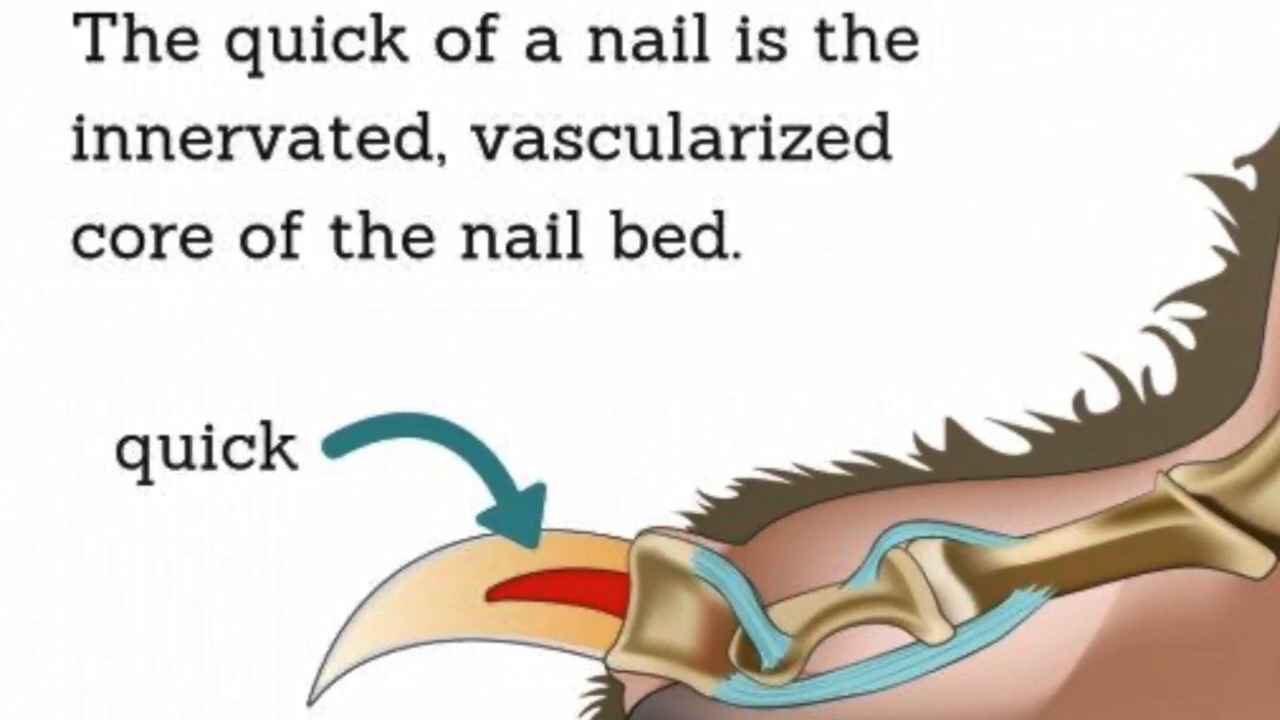 The quick of a nail is the
innervated, vascularized
core of the nail bed.
quick